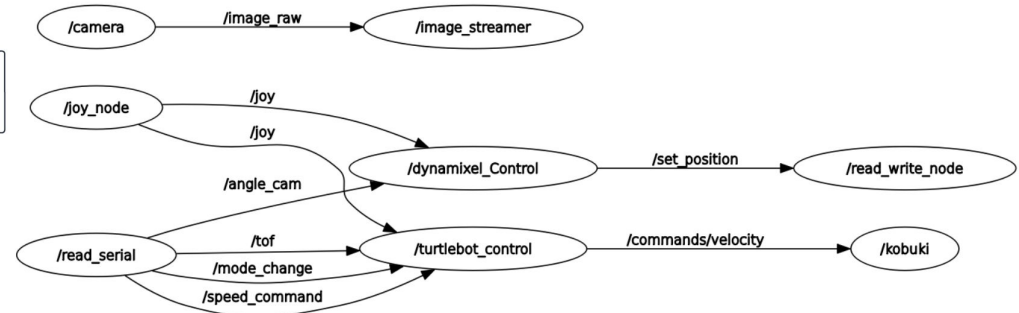 /camera
/image_raw
/image_streamer
/joy_node
/joy
/joy
/dynamixel_Control
/set_position
/read_write_node
/angle_cam
/read_serial
/tof
/mode_change
/speed_command
/turtlebot_control
/commands/velocity
/kobuki